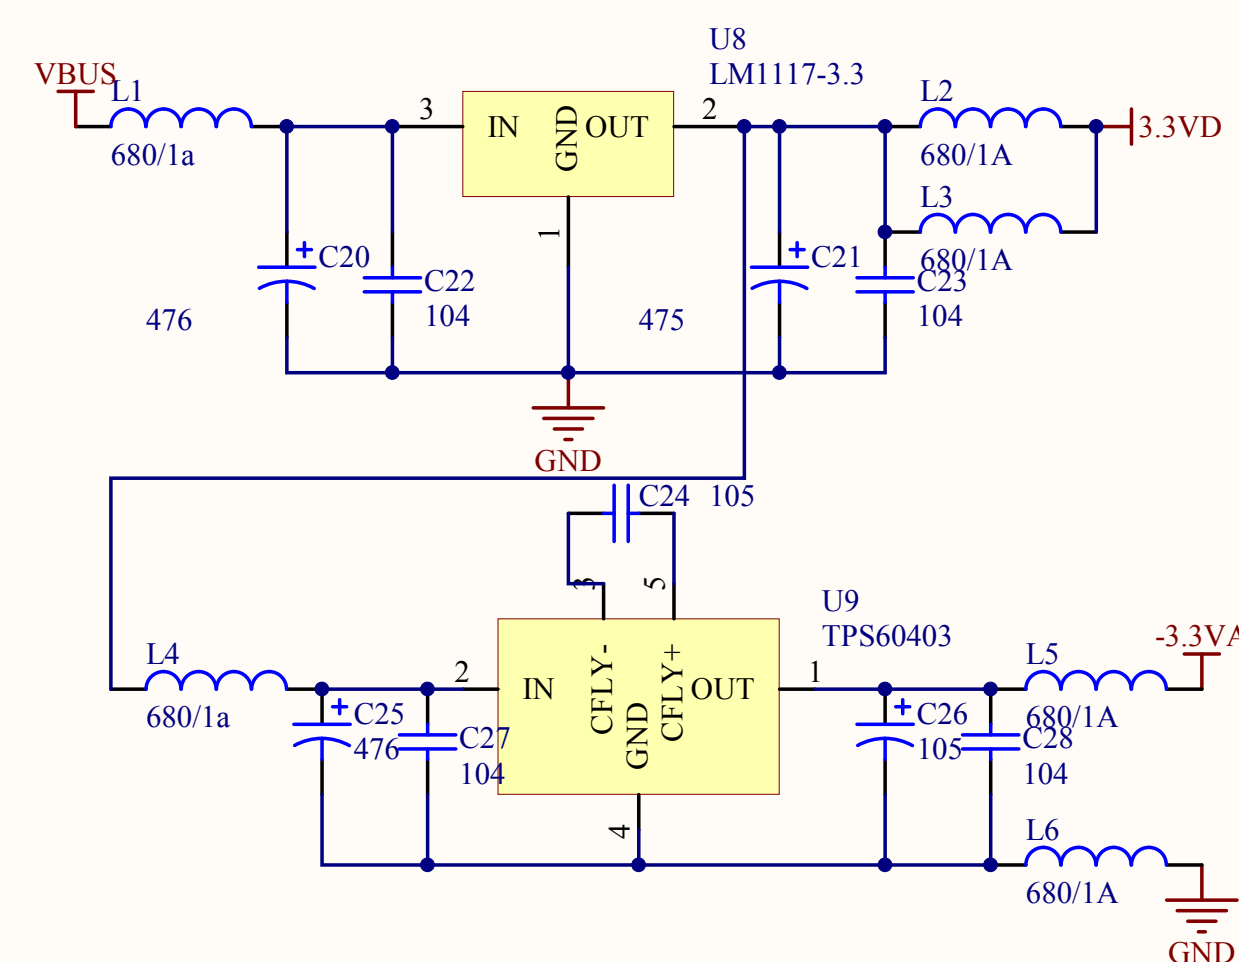 U8
LM1117-3.3
VBUS
L1
680/1a
3
IN
GND
OUT
2
1
L2
680/1A
3.3VD
L3
680/1A
C20
476
C22
104
475
C21
C23
104
GND
C24
105
3
5
U9
TPS60403
L4
680/1a
2
IN
CFLY-
GND
CFLY+
OUT
1
4
C25
476
C27
104
C26
105
C28
104
L5
680/1A
-3.3VA
L6
680/1A
GND